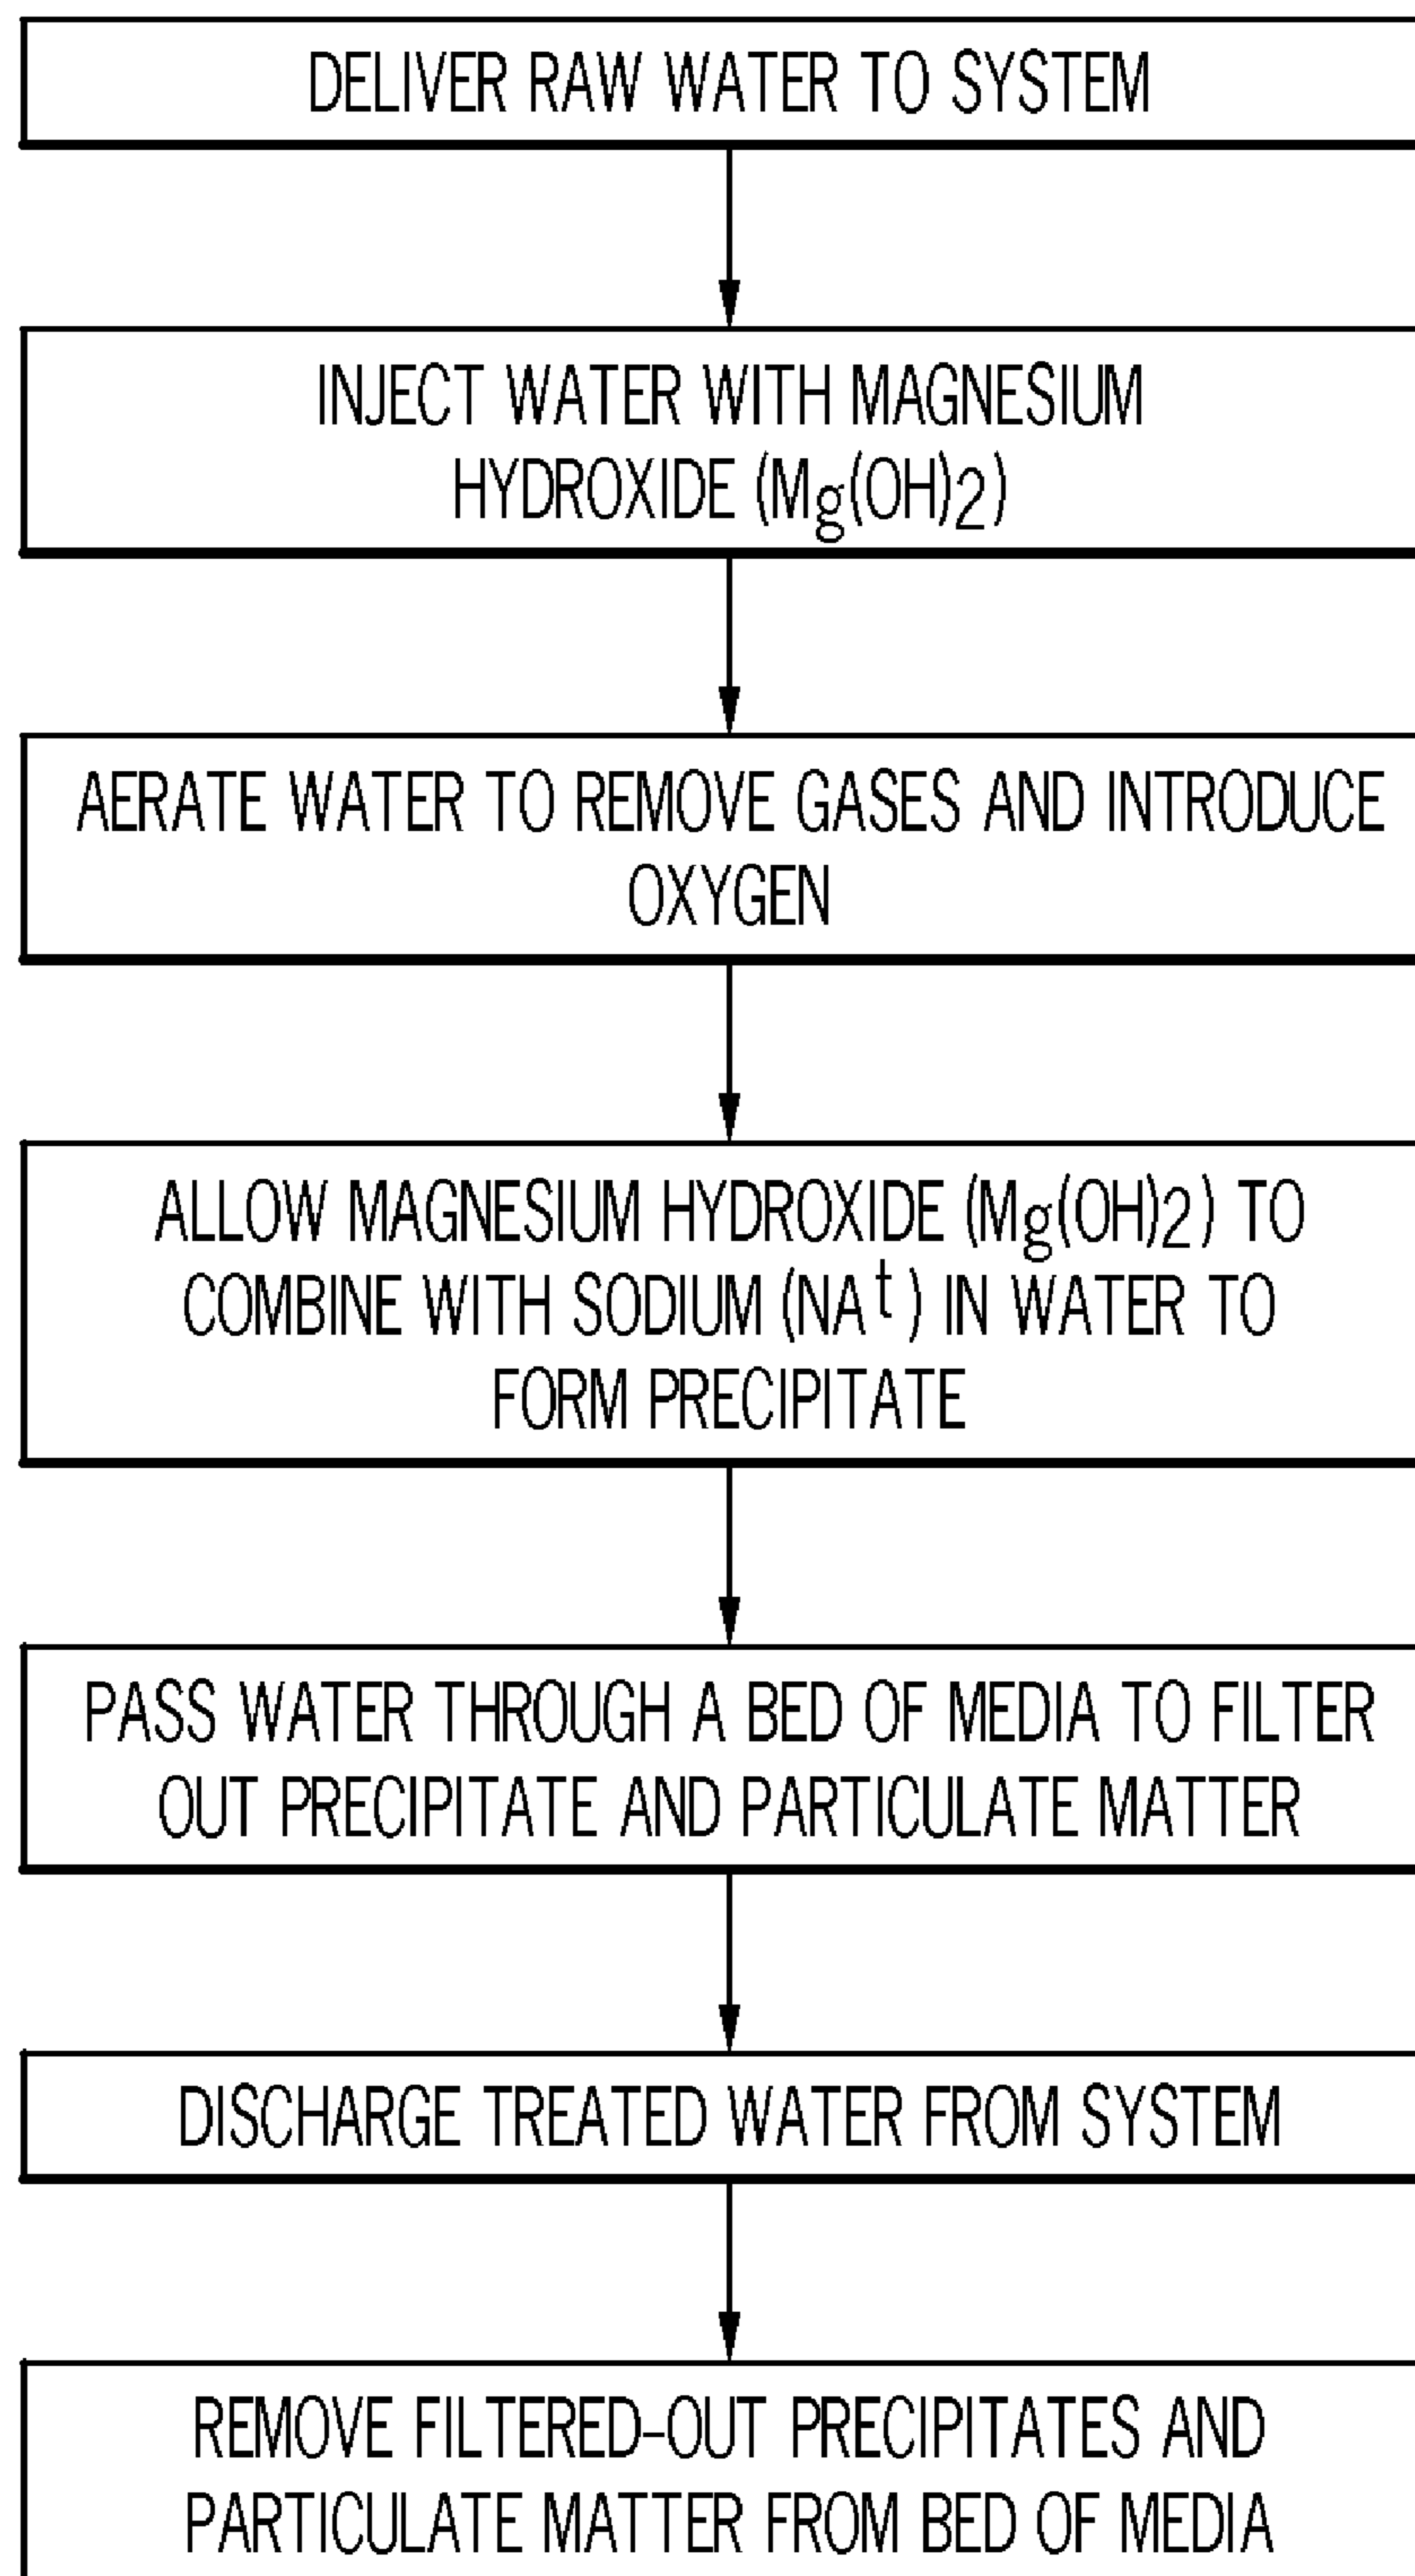 DELIVER RAW WATER TO SYSTEM
INJECT WATER WITH MAGNESIUM
HYDROXIDE (Mg(OH)2)
AERATE WATER TO REMOVE GASES AND INTRODUCE
OXYGEN
ALLOW MAGNESIUM HYDROXIDE (Mg(OH)2) TO
COMBINE WITH SODIUM (NAt) IN WATER TO
FORM PRECIPITATE
PASS WATER THROUGH A BED OF MEDIA TO FILTER
OUT PRECIPITATE AND PARTICULATE MATTER
DISCHARGE TREATED WATER FROM SYSTEM
REMOVE FILTERED-OUT PRECIPITATES AND
PARTICULATE MATTER FROM BED OF MEDIA